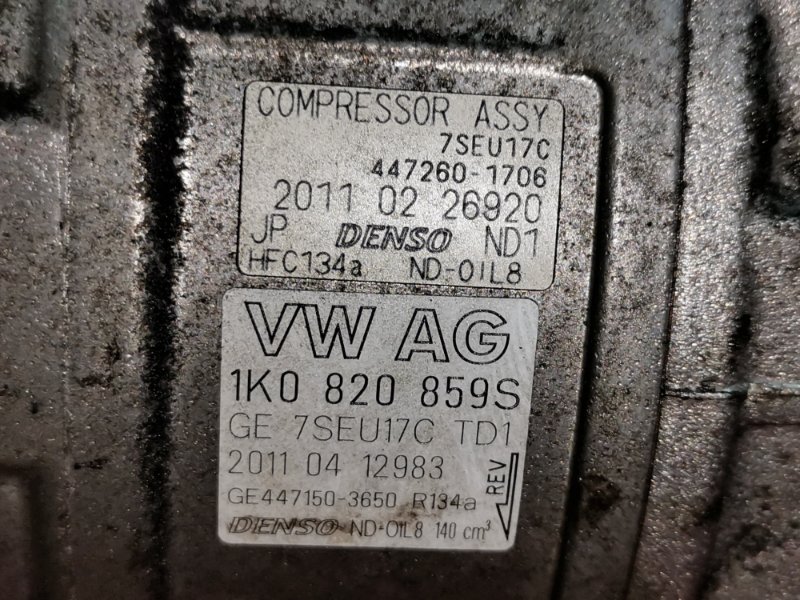 COMPRESSOR ASSY
7SEU17C
447260-1706
2011 02 26920
JP DENSO ND1
HFC134a ND-OIL8
VW AG
1K0 820 859S
GE 7SEU17C TD1
2011 04 12983
GE447150-3650 R134a
REV
DENSO ND-OIL8 140 cm³